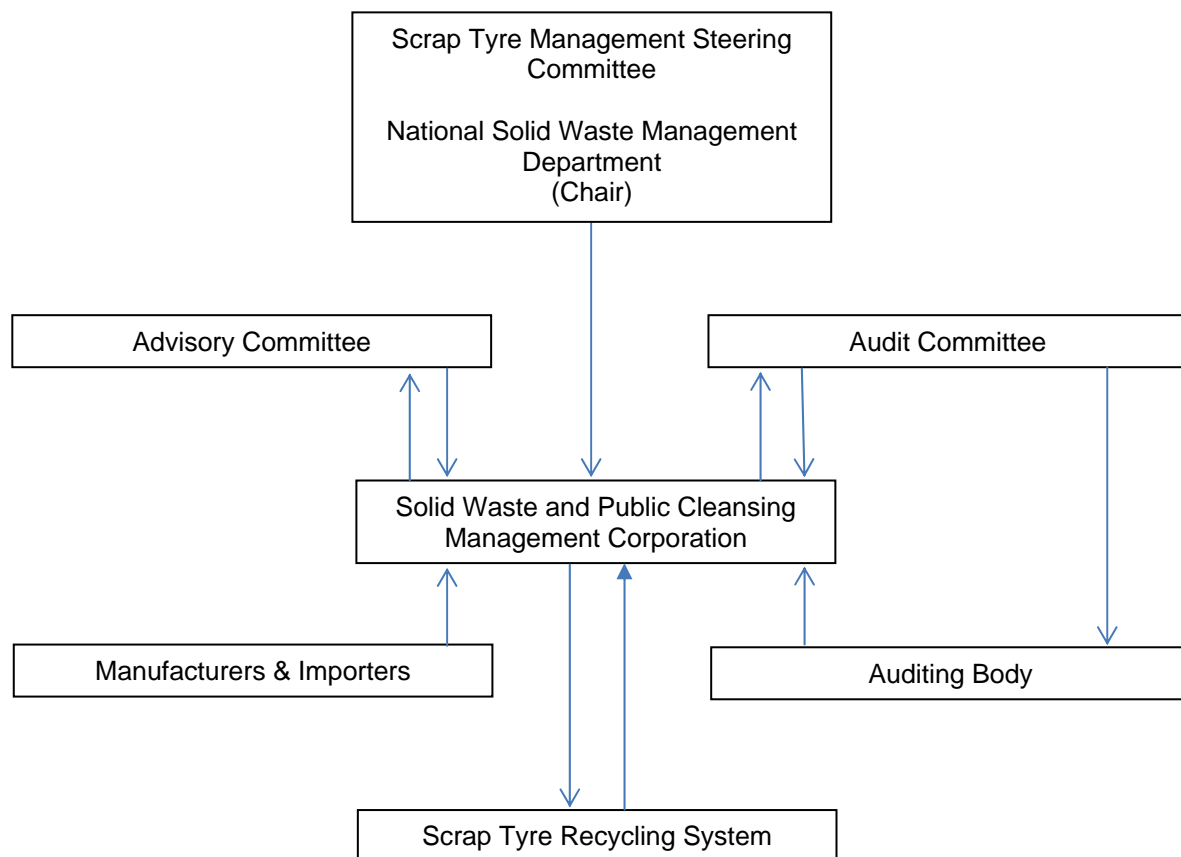 Scrap Tyre Management Steering
Committee
National Solid Waste Management
Department
(Chair)
Advisory Committee
Audit Committee
Solid Waste and Public Cleansing
Management Corporation
Manufacturers & Importers
Auditing Body
Scrap Tyre Recycling System